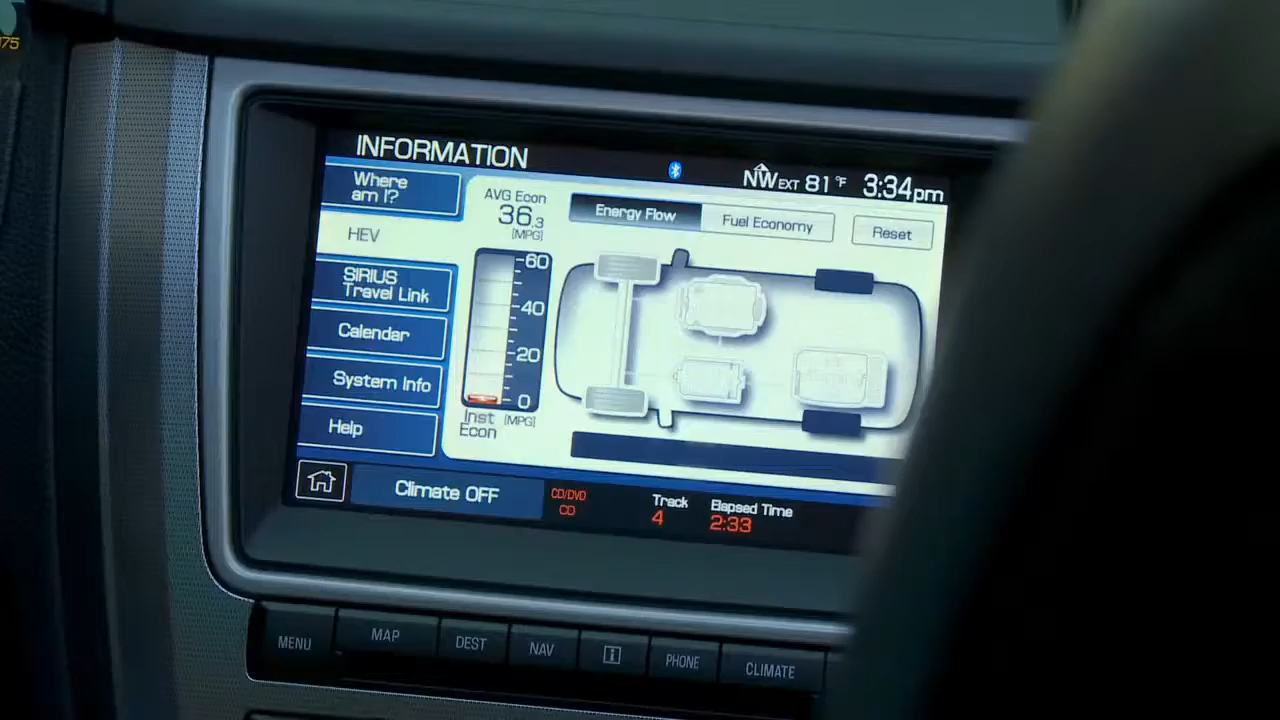 175
INFORMATION
NW EXT 81 °F 3:34pm
Where
am I?
AVG Econ
36.3
[MPG]
Energy Flow
Fuel Economy
Reset
HEV
SIRIUS
Travel Link
Calendar
System Info
Help
60
40
20
0
Inst
Econ
[MPG]
Climate OFF
CD/DVD
CD
Track
4
Elapsed Time
2:33
MENU
MAP
DEST
NAV
i
PHONE
CLIMATE